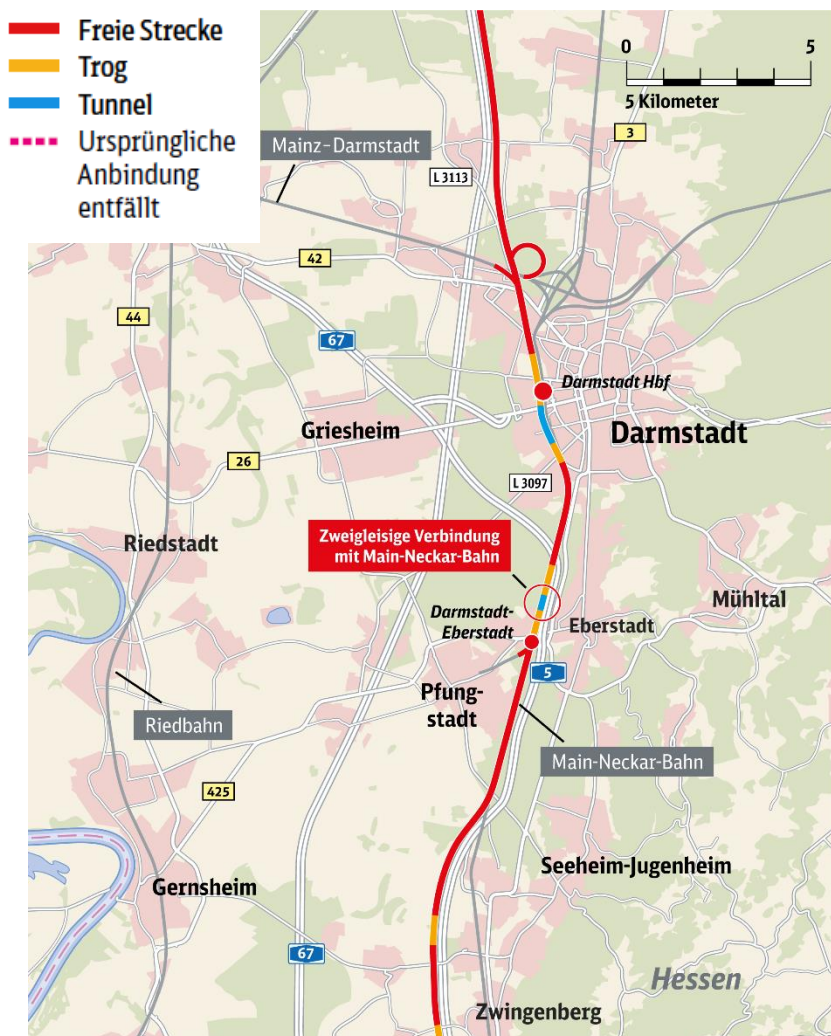 Freie Strecke
Trog
Tunnel
Ursprüngliche
Anbindung
entfällt
0 5
5 Kilometer
3
Mainz–Darmstadt
L 3113
42
44
67
Darmstadt Hbf
Griesheim
Darmstadt
26
L 3097
Zweigleisige Verbindung
mit Main-Neckar-Bahn
Riedstadt
Mühltal
Darmstadt-
Eberstadt
Eberstadt
5
Pfung-
stadt
Riedbahn
Main-Neckar-Bahn
425
Seeheim-Jugenheim
Gernsheim
67
Hessen
Zwingenberg